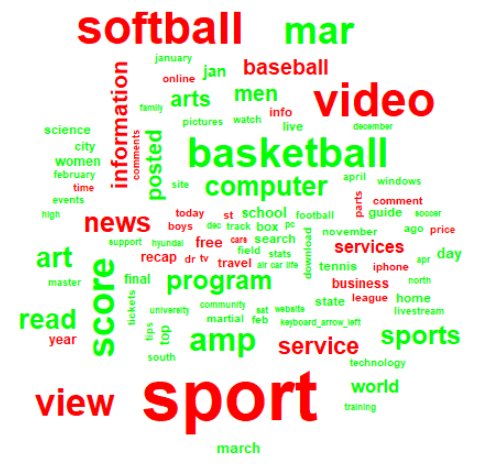 softball
mar
january
online
jan
baseball
information
comments
family
arts
men
video
pictures
watch
info
live
december
science
city
women
february
time
events
high
posted
basketball
site
computer
april
windows
parts
comment
news
today
st
school
football
guide
soccer
boys
dec
track
box
pc
november
ago
price
support
hyundai
free
cars
search
download
services
day
art
score
recap
dr
tv
field
stats
travel
air
car
life
tennis
iphone
apr
master
final
program
business
north
tickets
university
community
sat
website
state
league
home
read
year
tips
top
martial
feb
keyboard_arrow_left
livestream
amp
service
sports
south
technology
view
sport
world
training
march